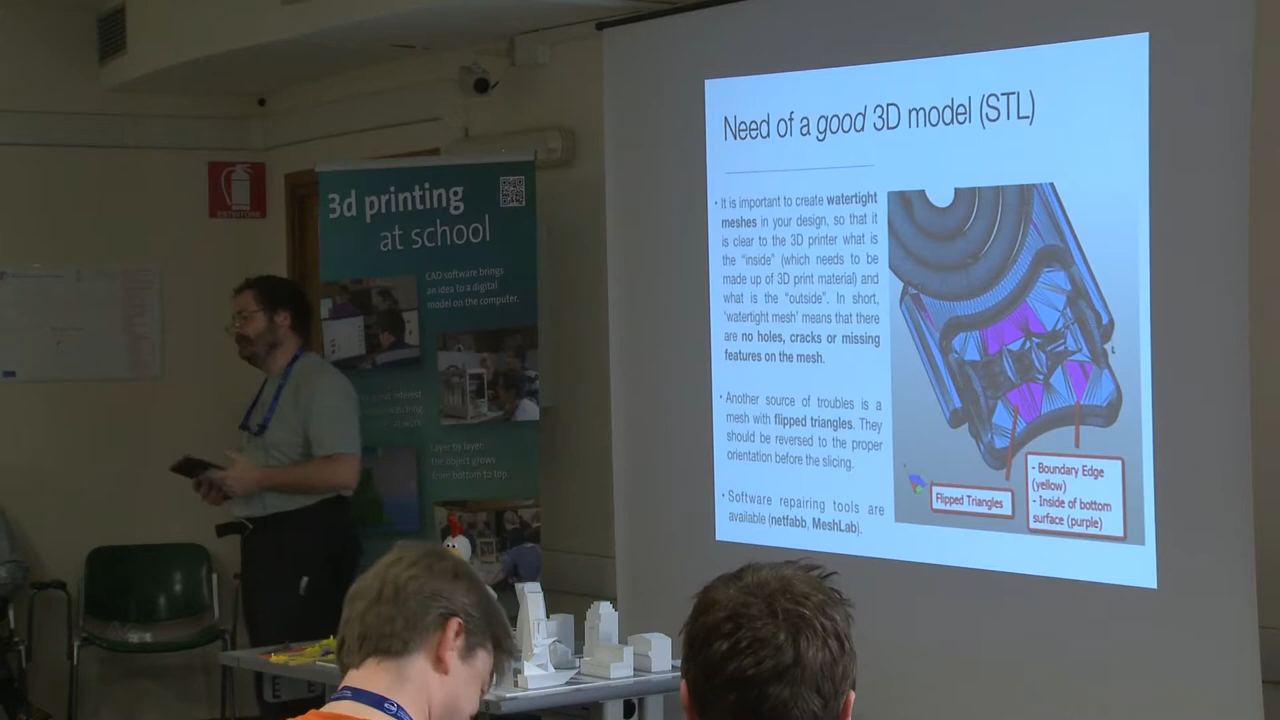 Need of a good 3D model (STL)
• It is important to create watertight
meshes in your design, so that it
is clear to the 3D printer what is
the “inside” (which needs to be
made up of 3D print material) and
what is the “outside”. In short,
‘watertight mesh’ means that there
are no holes, cracks or missing
features on the mesh.
• Another source of troubles is a
mesh with flipped triangles. They
should be reversed to the proper
orientation before the slicing.
• Software repairing tools are
available (netfabb, MeshLab).
Flipped Triangles
- Boundary Edge
(yellow)
- Inside of bottom
surface (purple)
3d printing
at school
CAD software brings
an idea to a digital
model on the computer.
Layer by layer:
the object grows
from bottom to top.
ESTINTORE